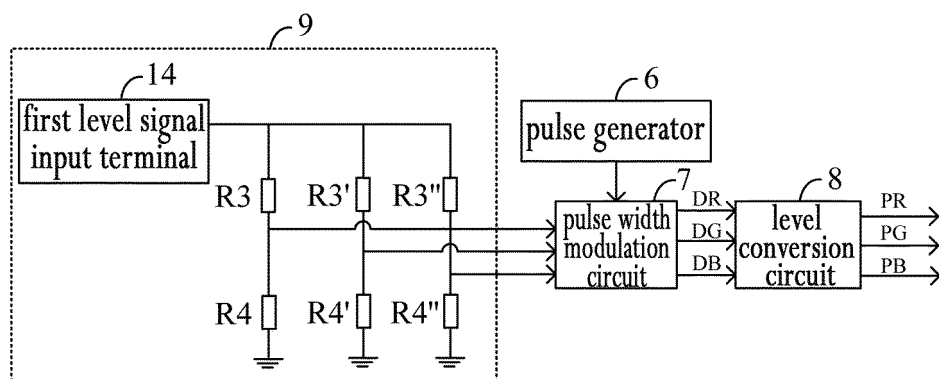 9
14
first level signal
input terminal
6
pulse generator
R3
R3'
R3"
7
pulse width
modulation
circuit
DR
DG
DB
8
level
conversion
circuit
PR
PG
PB
R4
R4'
R4"